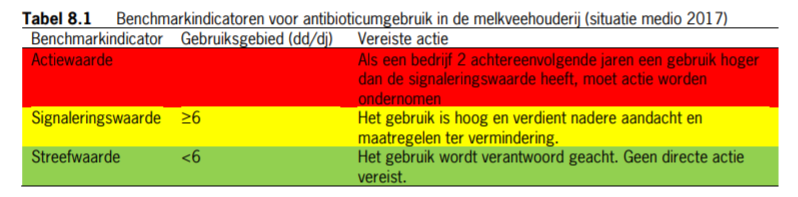 Tabel 8.1 Benchmarkindicatoren voor antibioticumgebruik in de melkveehouderij (situatie medio 2017)
Benchmarkindicator Gebruiksgebied (dd/dj) Vereiste actie
Actiewaarde Als een bedrijf 2 achtereenvolgende jaren een gebruik hoger
dan de signaleringswaarde heeft, moet actie worden
ondernomen
Signaleringswaarde ≥6 Het gebruik is hoog en verdient nadere aandacht en
maatregelen ter vermindering.
Streefwaarde <6 Het gebruik wordt verantwoord geacht. Geen directe actie
vereist.